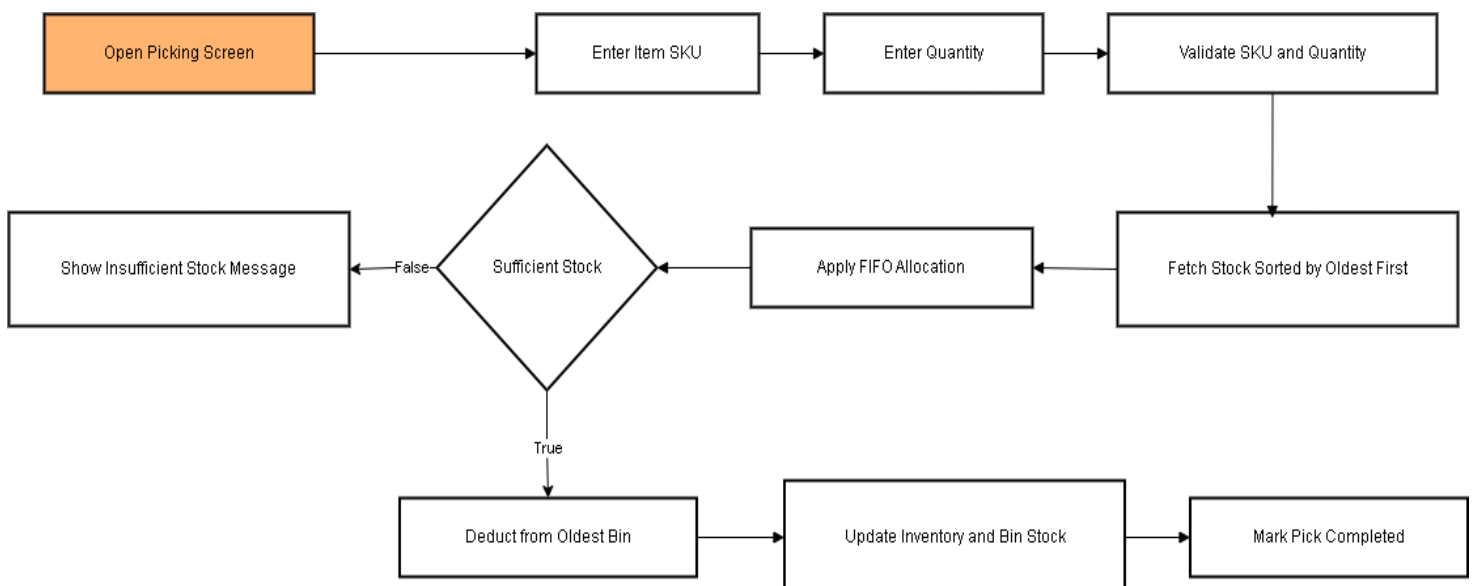 Open Picking Screen
Enter Item SKU
Enter Quantity
Validate SKU and Quantity
Fetch Stock Sorted by Oldest First
Apply FIFO Allocation
Sufficient Stock
False
Show Insufficient Stock Message
True
Deduct from Oldest Bin
Update Inventory and Bin Stock
Mark Pick Completed